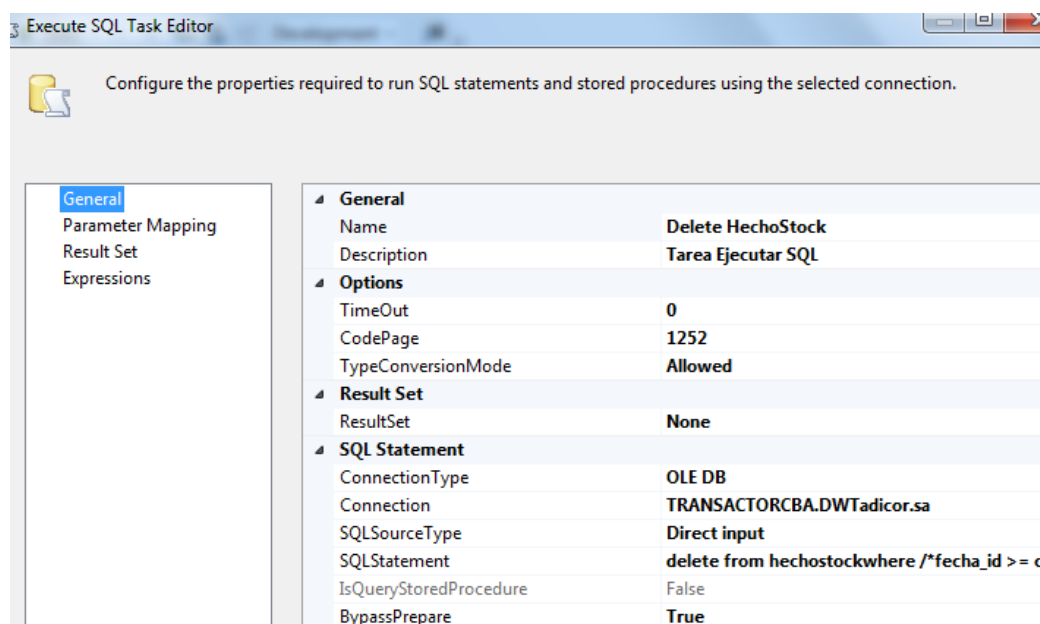 Execute SQL Task Editor
Configure the properties required to run SQL statements and stored procedures using the selected connection.
General
Parameter Mapping
Result Set
Expressions
General
Name Delete HechoStock
Description Tarea Ejecutar SQL
Options
TimeOut 0
CodePage 1252
TypeConversionMode Allowed
Result Set
ResultSet None
SQL Statement
ConnectionType OLE DB
Connection TRANSACTORCBA.DWTadicor.sa
SQLSourceType Direct input
SQLStatement delete from hechostockwhere /*fecha_id >=
IsQueryStoredProcedure False
BypassPrepare True